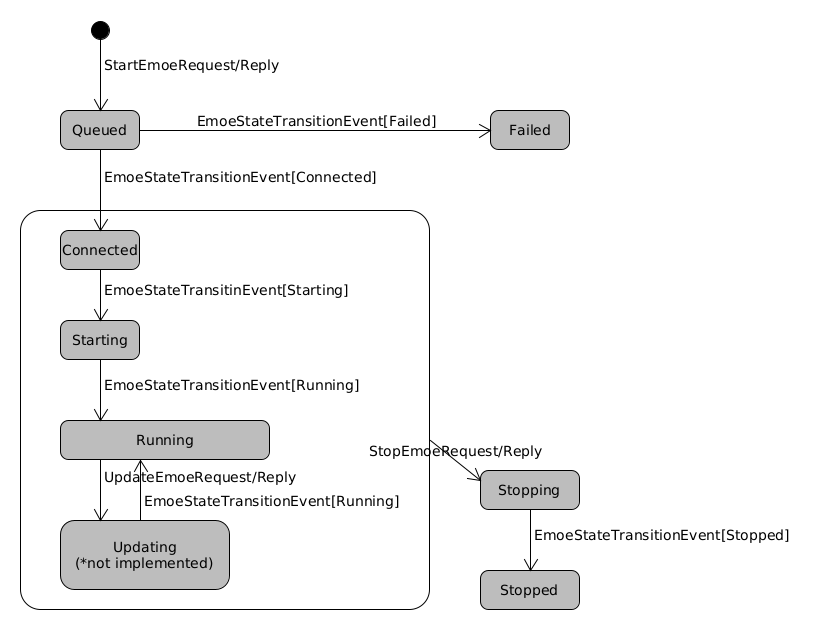 StartEmoeRequest/Reply
Queued
EmoeStateTransitionEvent[Failed]
Failed
EmoeStateTransitionEvent[Connected]
Connected
EmoeStateTransitinEvent[Starting]
Starting
EmoeStateTransitionEvent[Running]
Running
StopEmoeRequest/Reply
UpdateEmoeRequest/Reply
Stopping
EmoeStateTransitionEvent[Running]
EmoeStateTransitionEvent[Stopped]
Updating
(*not implemented)
Stopped